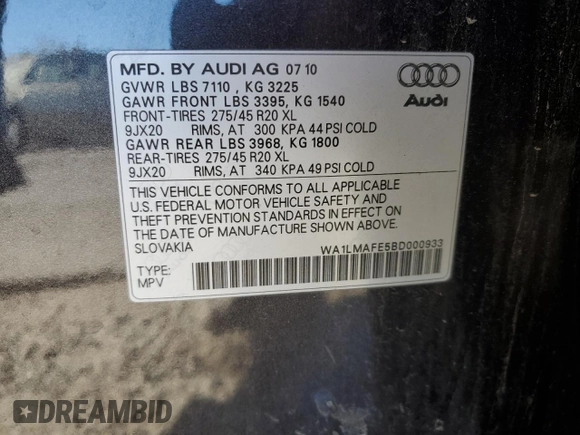 MFD. BY AUDI AG 07 10
GVWR LBS 7110 , KG 3225
GAWR FRONT LBS 3395, KG 1540
FRONT-TIRES 275/45 R20 XL
9JX20 RIMS, AT 300 KPA 44 PSI COLD
GAWR REAR LBS 3968, KG 1800
REAR-TIRES 275/45 R20 XL
9JX20 RIMS, AT 340 KPA 49 PSI COLD
THIS VEHICLE CONFORMS TO ALL APPLICABLE
U.S. FEDERAL MOTOR VEHICLE SAFETY AND
THEFT PREVENTION STANDARDS IN EFFECT ON
THE DATE OF MANUFACTURE SHOWN ABOVE.
SLOVAKIA WA1LMAFE5BD000933
TYPE:
MPV
Audi
DREAMBID